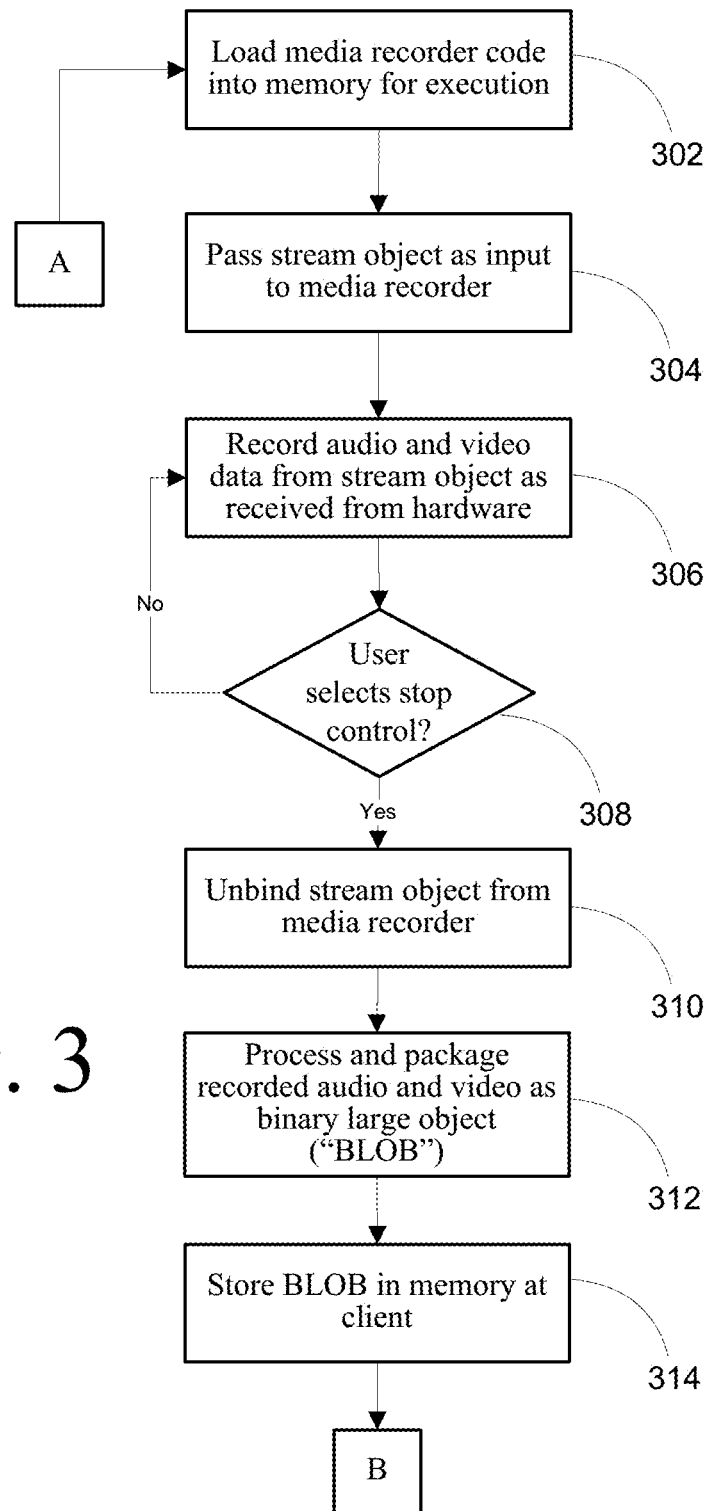 Load media recorder code
into memory for execution
302
A
Pass stream object as input
to media recorder
304
Record audio and video
data from stream object as
received from hardware
306
No
User
selects stop
control?
308
Yes
Unbind stream object from
media recorder
310
. 3
Process and package
recorded audio and video as
binary large object
(“BLOB”)
312
Store BLOB in memory at
client
314
B